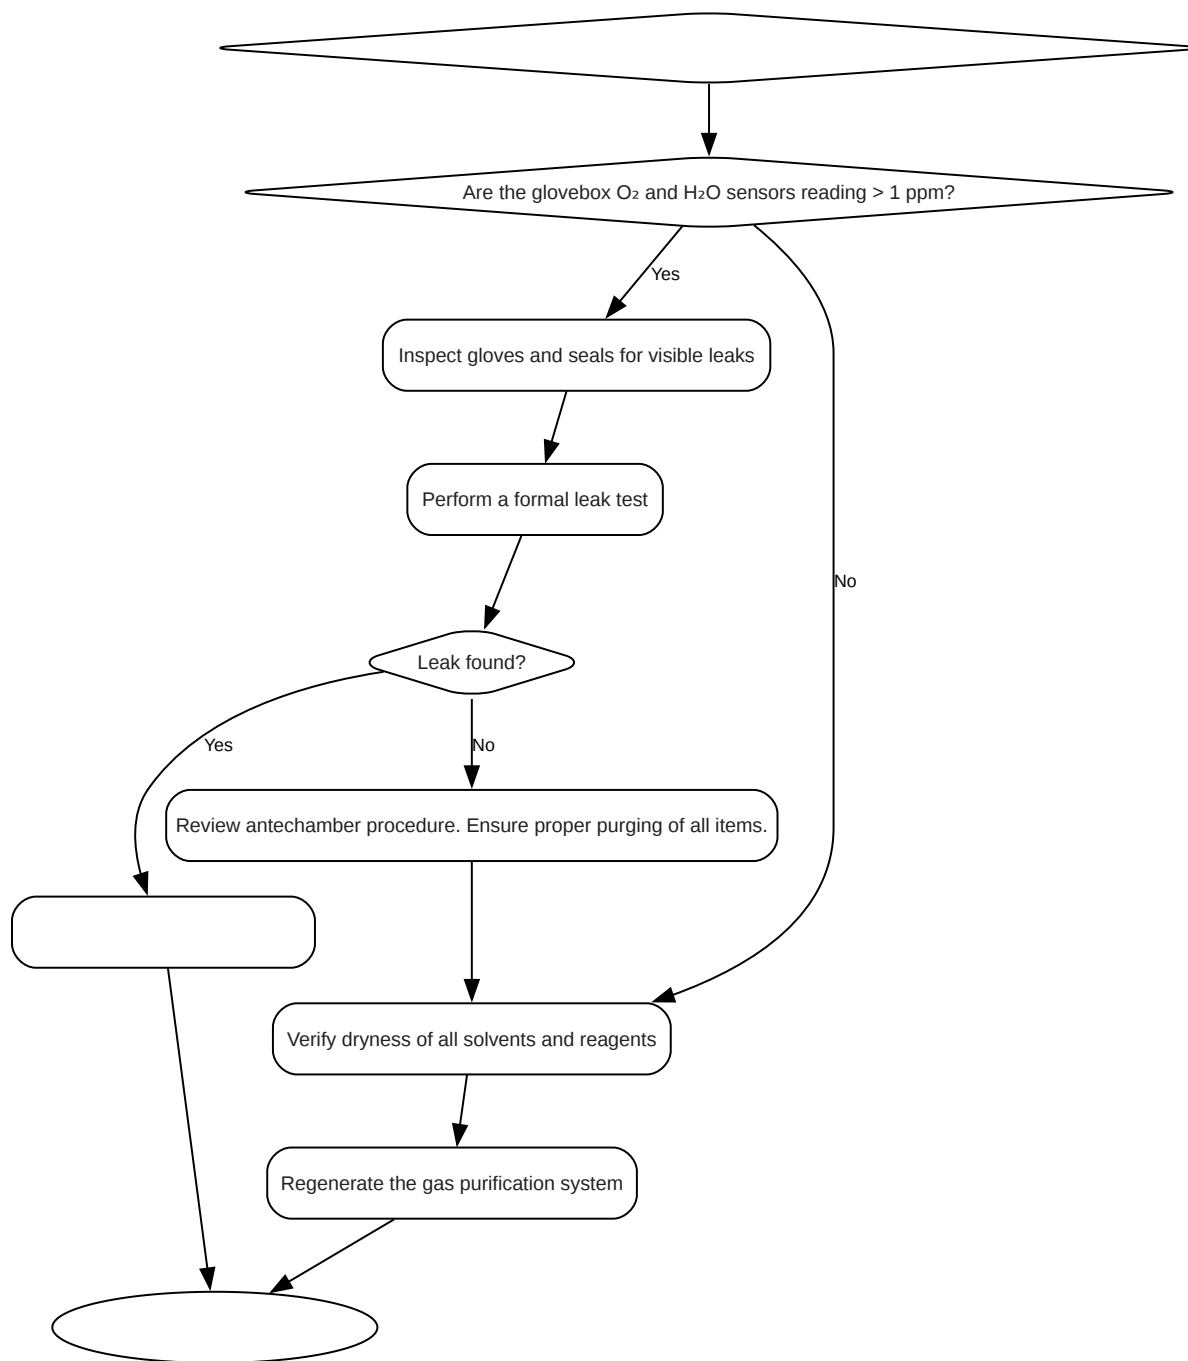 Are the glovebox O₂ and H₂O sensors reading > 1 ppm?
Yes
Inspect gloves and seals for visible leaks
Perform a formal leak test
No
Leak found?
Yes
No
Review antechamber procedure. Ensure proper purging of all items.
Verify dryness of all solvents and reagents
Regenerate the gas purification system